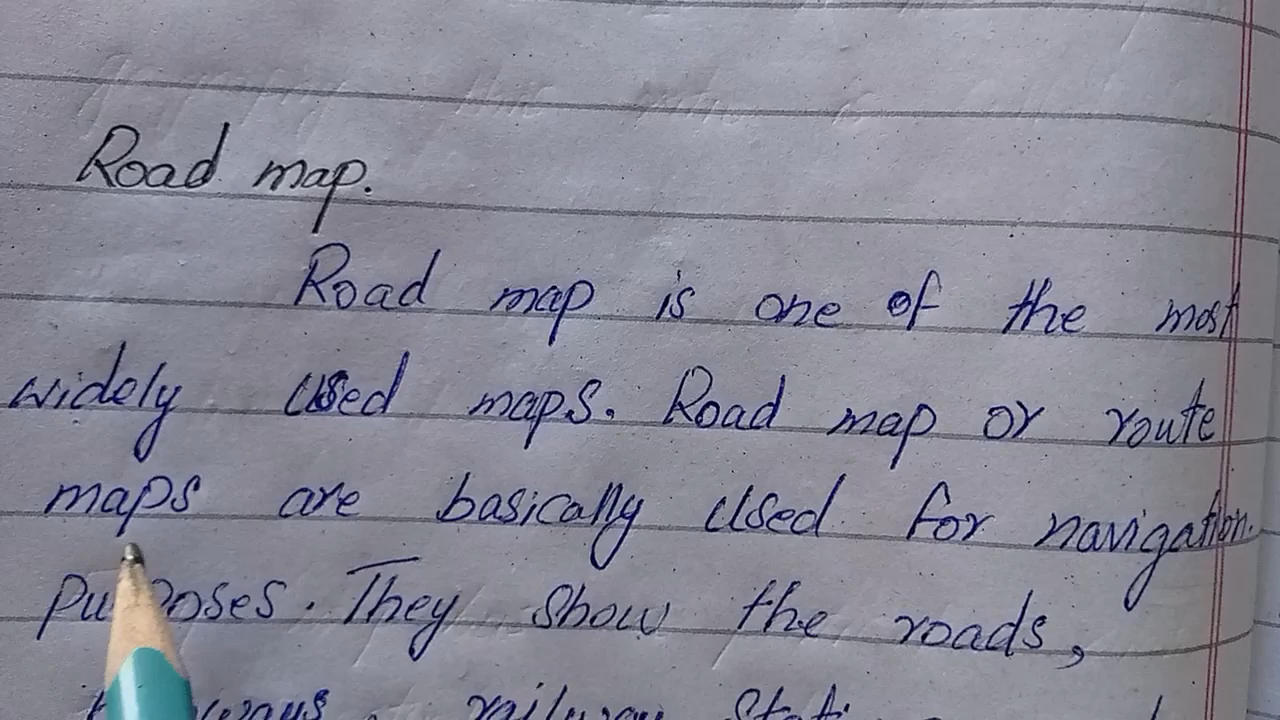 Road map.
Road map is one of the most
widely used maps. Road map or route
maps are basically used for navigation.
purposes. They show the roads,
railway